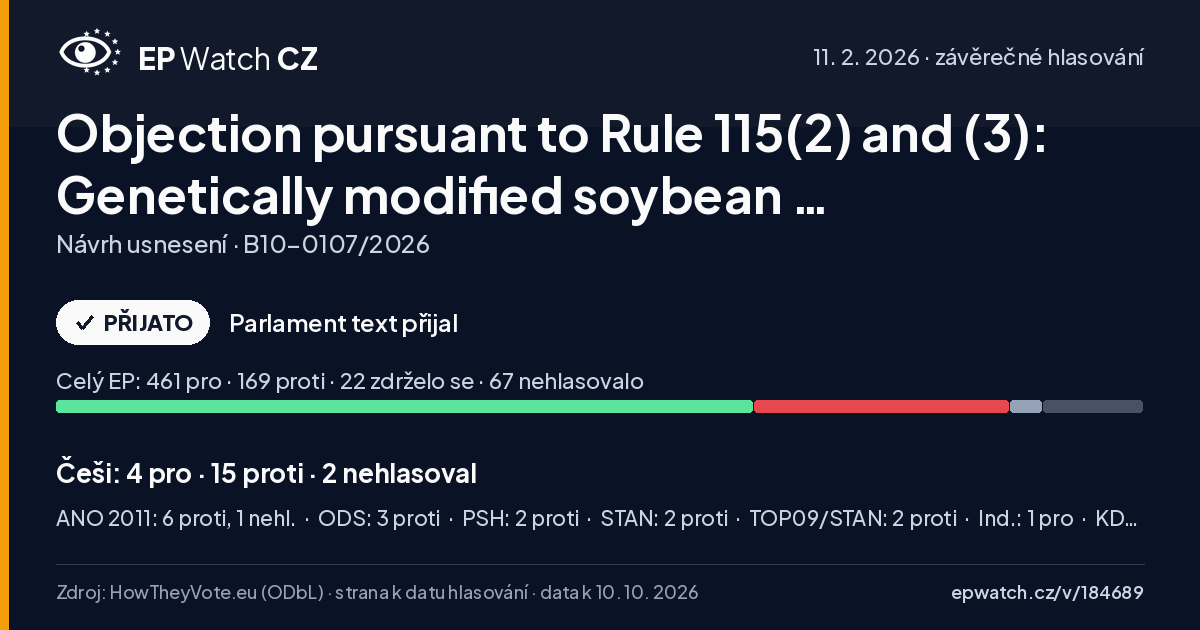 EP Watch CZ
11. 2. 2026 · závěrečné hlasování
Objection pursuant to Rule 115(2) and (3):
Genetically modified soybean …
Návrh usnesení · B10-0107/2026
✓ PŘIJATO
Parlament text přijal
Celý EP: 461 pro · 169 proti · 22 zdrželo se · 67 nehlasovalo
Češi: 4 pro · 15 proti · 2 nehlasoval
ANO 2011: 6 proti, 1 nehl. · ODS: 3 proti · PSH: 2 proti · STAN: 2 proti · TOP09/STAN: 2 proti · Ind.: 1 pro · KD…
Zdroj: HowTheyVote.eu (ODbL) · strana k datu hlasování · data k 10. 10. 2026
epwatch.cz/v/184689